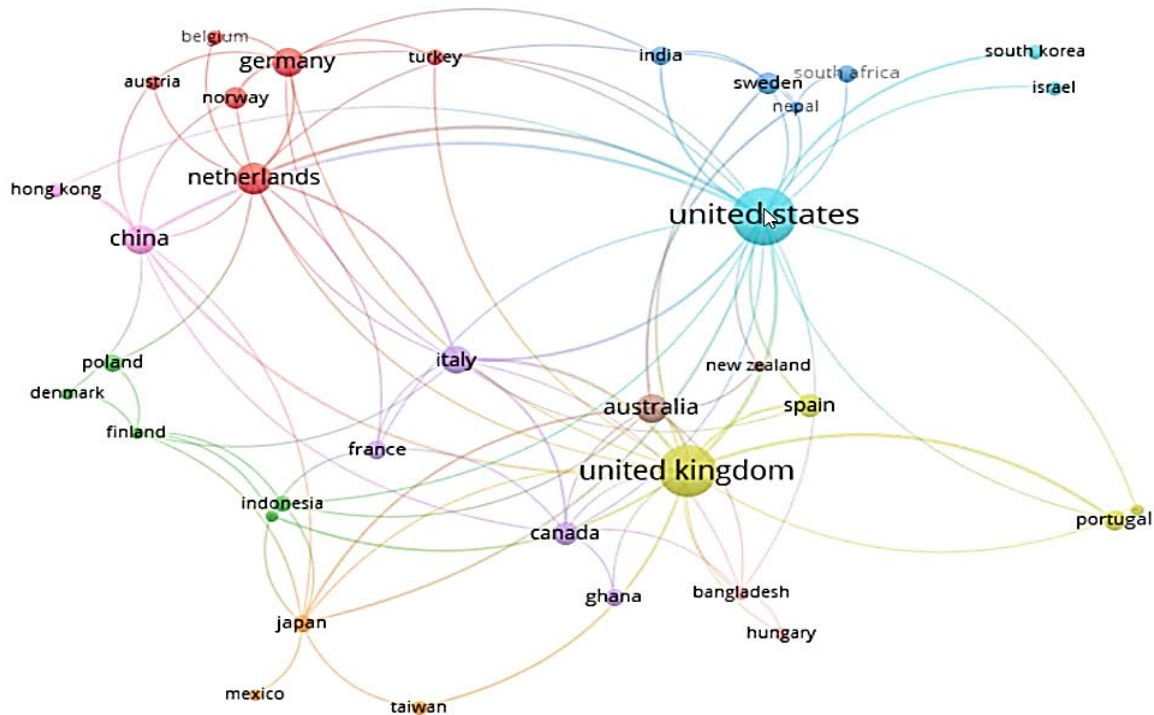 belgium
germany
turkey
india
south korea
austria
norway
sweden
south africa
israel
nepal
netherlands
hong kong
china
united states
poland
italy
new zealand
denmark
australia
spain
finland
france
united kingdom
indonesia
canada
portugal
ghana
bangladesh
japan
hungary
mexico
taiwan